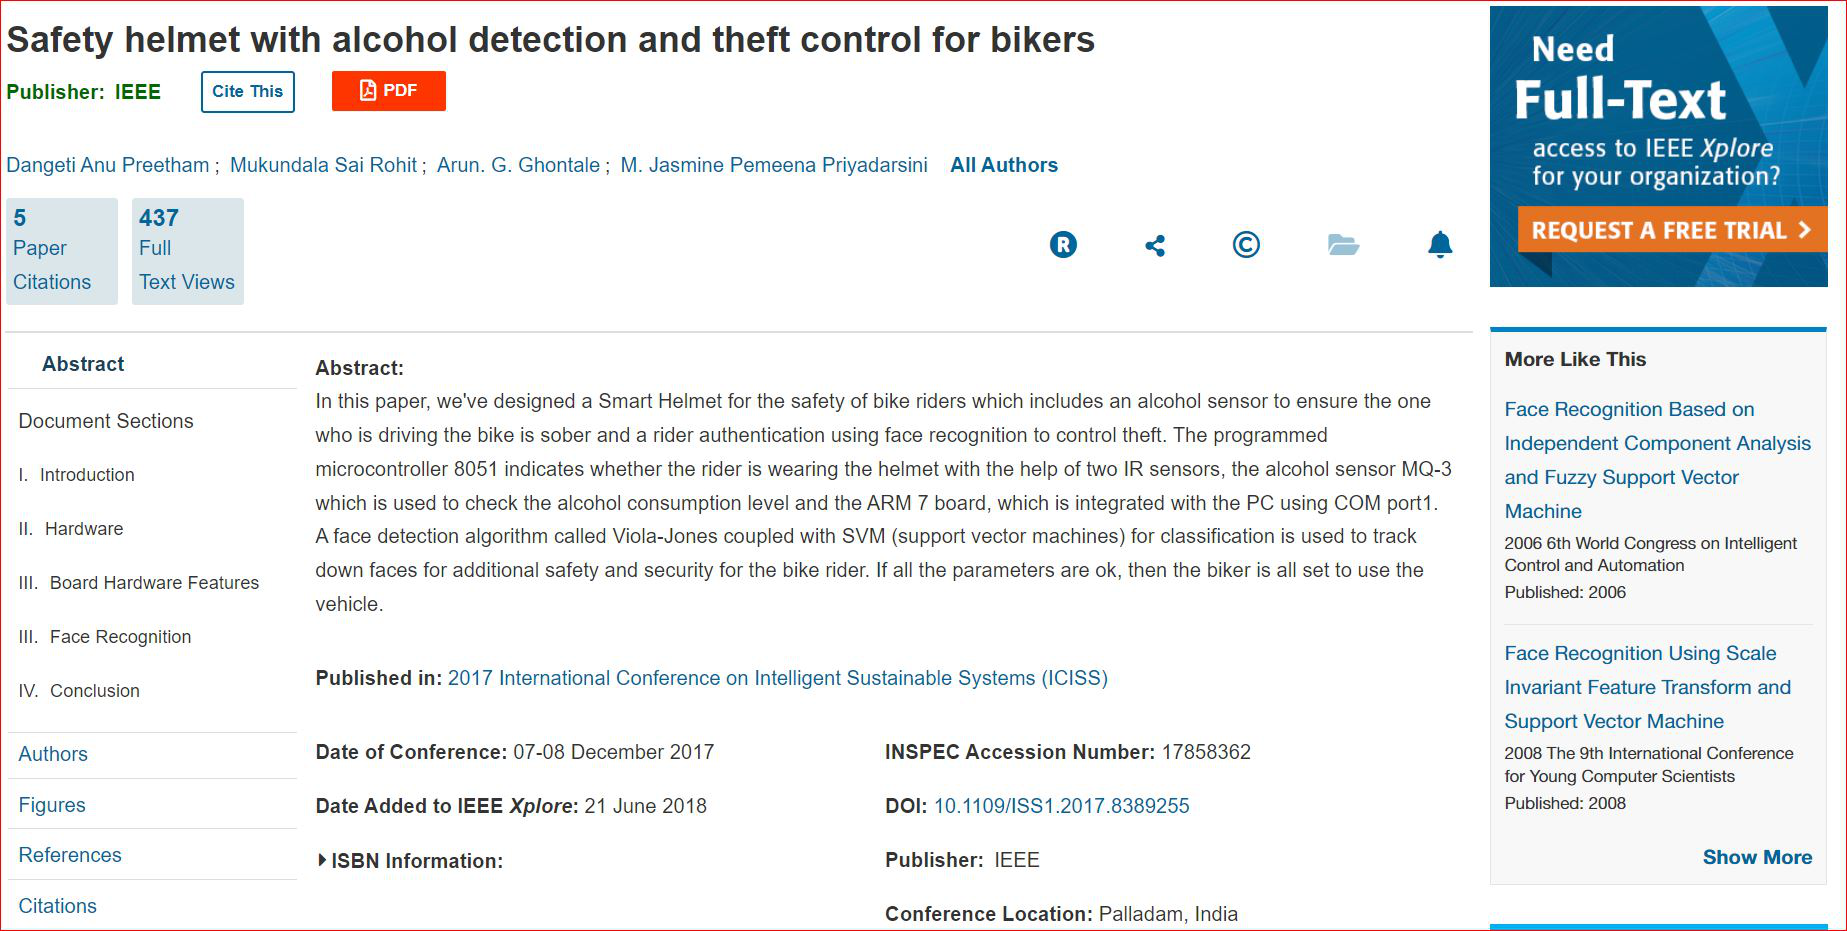 Safety helmet with alcohol detection and theft control for bikers
Publisher: IEEE
Cite This
PDF
Dangeti Anu Preetham ; Mukundala Sai Rohit ; Arun. G. Ghontale ; M. Jasmine Pemeena Priyadarsini All Authors
5
Paper
Citations
437
Full
Text Views
R
©
Abstract
Document Sections
I. Introduction
II. Hardware
III. Board Hardware Features
III. Face Recognition
IV. Conclusion
Authors
Figures
References
Citations
Abstract:
In this paper, we've designed a Smart Helmet for the safety of bike riders which includes an alcohol sensor to ensure the one
who is driving the bike is sober and a rider authentication using face recognition to control theft. The programmed
microcontroller 8051 indicates whether the rider is wearing the helmet with the help of two IR sensors, the alcohol sensor MQ-3
which is used to check the alcohol consumption level and the ARM 7 board, which is integrated with the PC using COM port1.
A face detection algorithm called Viola-Jones coupled with SVM (support vector machines) for classification is used to track
down faces for additional safety and security for the bike rider. If all the parameters are ok, then the biker is all set to use the
vehicle.
Published in: 2017 International Conference on Intelligent Sustainable Systems (ICISS)
Date of Conference: 07-08 December 2017
Date Added to IEEE Xplore: 21 June 2018
ISBN Information:
INSPEC Accession Number: 17858362
DOI: 10.1109/ISS1.2017.8389255
Publisher: IEEE
Conference Location: Palladam, India
Need
Full-Text
access to IEEE Xplore
for your organization?
REQUEST A FREE TRIAL >
More Like This
Face Recognition Based on
Independent Component Analysis
and Fuzzy Support Vector
Machine
2006 6th World Congress on Intelligent
Control and Automation
Published: 2006
Face Recognition Using Scale
Invariant Feature Transform and
Support Vector Machine
2008 The 9th International Conference
for Young Computer Scientists
Published: 2008
Show More